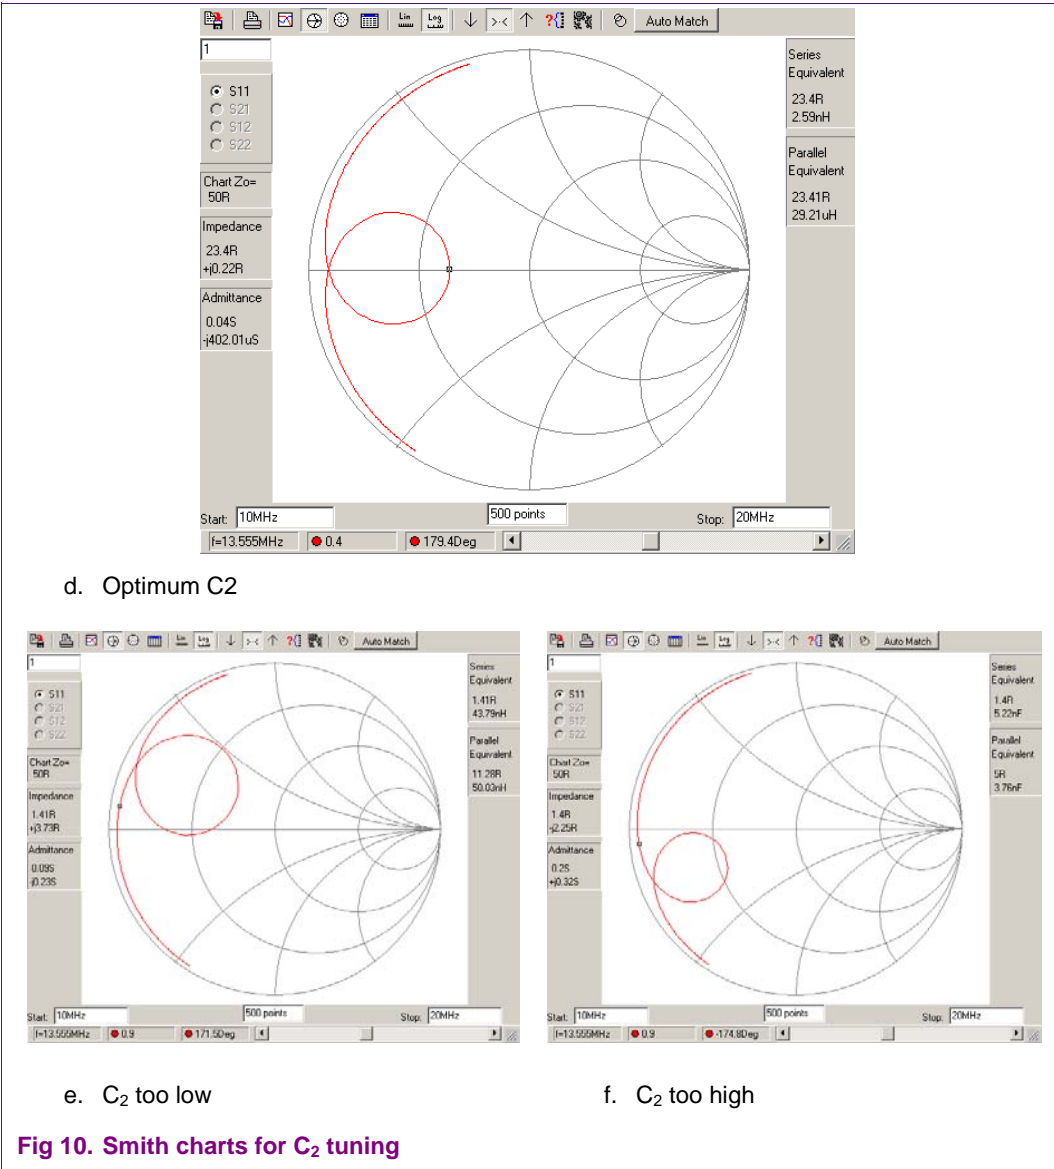 Lin Log Auto Match
1
S11
S21
S12
S22
Chart Zo=
50R
Impedance
23.4R
+j0.22R
Admittance
0.04S
-j402.01uS
Series
Equivalent
23.4R
2.59nH
Parallel
Equivalent
23.41R
29.21uH
Start: 10MHz 500 points Stop: 20MHz
f=13.555MHz 0.4 179.4Deg
d. Optimum C2
Lin Log Auto Match
1
S11
S21
S12
S22
Chart Zo=
50R
Impedance
1.41R
+j3.73R
Admittance
0.09S
-j0.23S
Series
Equivalent
1.41R
43.79nH
Parallel
Equivalent
11.28R
50.03nH
Start: 10MHz 500 points Stop: 20MHz
f=13.555MHz 0.9 171.5Deg
Lin Log Auto Match
1
S11
S21
S12
S22
Chart Zo=
50R
Impedance
1.4R
-j2.25R
Admittance
0.2S
+j0.32S
Series
Equivalent
1.4R
5.22nF
Parallel
Equivalent
5R
3.76nF
Start: 10MHz 500 points Stop: 20MHz
f=13.555MHz 0.9 -174.8Deg
e. C2 too low
f. C2 too high
Fig 10. Smith charts for C2 tuning